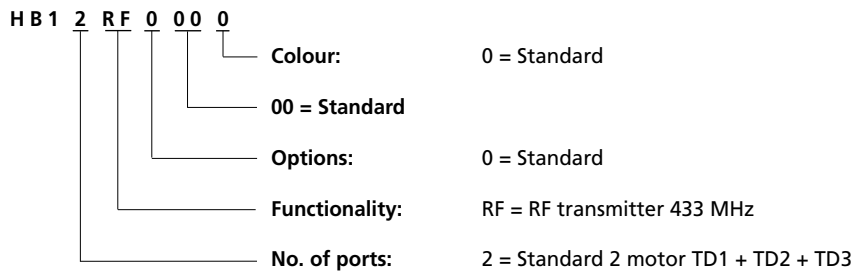 H B 1 2 R F 0 0 0 0
Colour: 0 = Standard
00 = Standard
Options: 0 = Standard
Functionality: RF = RF transmitter 433 MHz
No. of ports: 2 = Standard 2 motor TD1 + TD2 + TD3